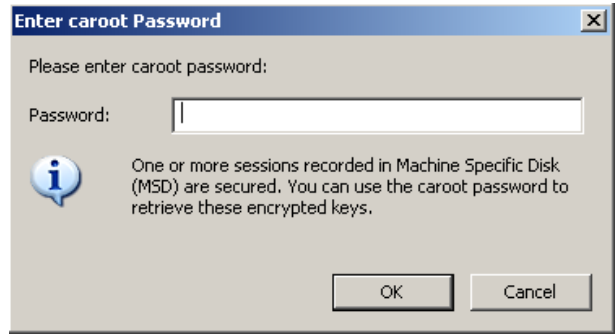 Enter caroot Password
Please enter caroot password:
Password:
One or more sessions recorded in Machine Specific Disk
(MSD) are secured. You can use the caroot password to
retrieve these encrypted keys.
OK
Cancel